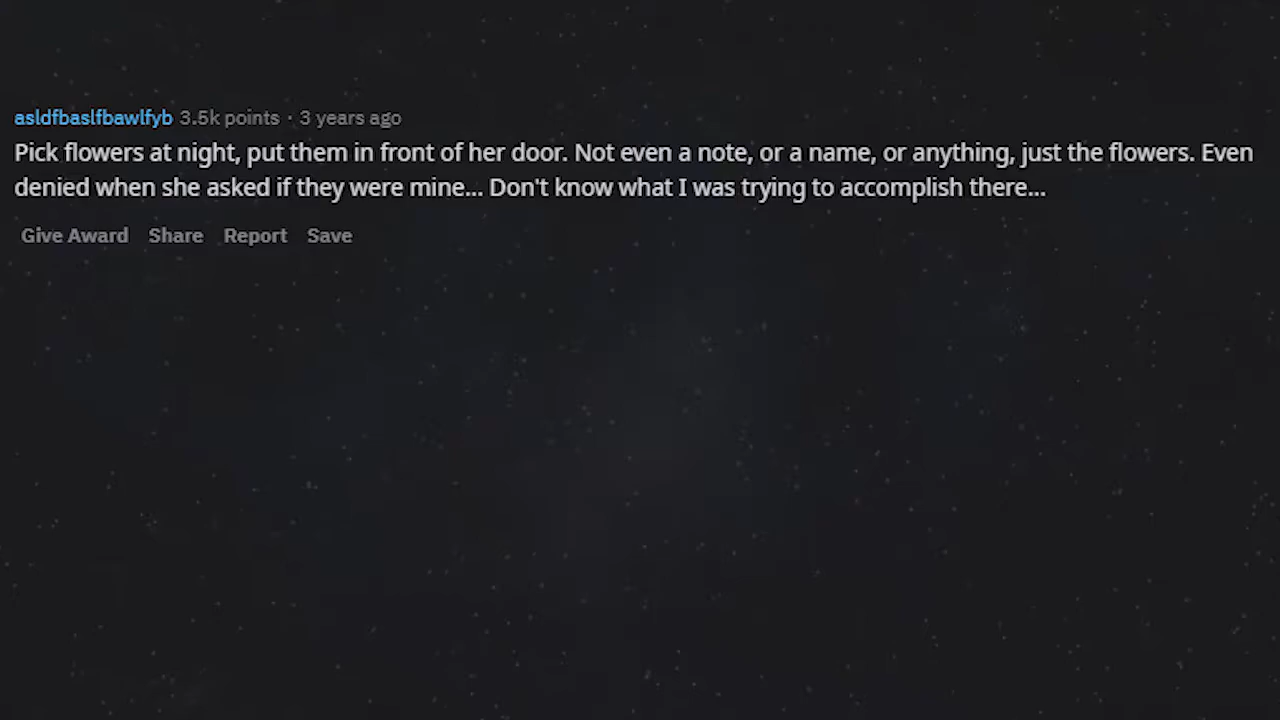 asldfbaslfbawlfyb 3.5k points · 3 years ago
Pick flowers at night, put them in front of her door. Not even a note, or a name, or anything, just the flowers. Even
denied when she asked if they were mine... Don't know what I was trying to accomplish there...
Give Award Share Report Save